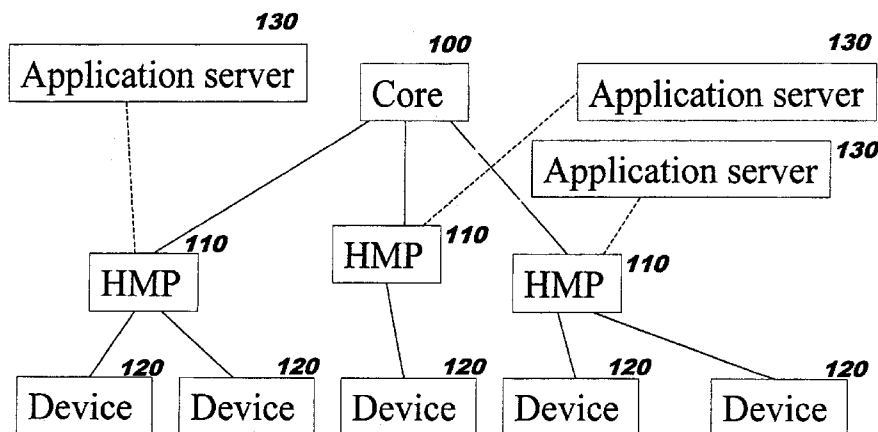 130
Application server
100
Core
130
Application server
130
Application server
110
HMP
110
HMP
110
HMP
120
Device
120
Device
120
Device
120
Device
120
Device